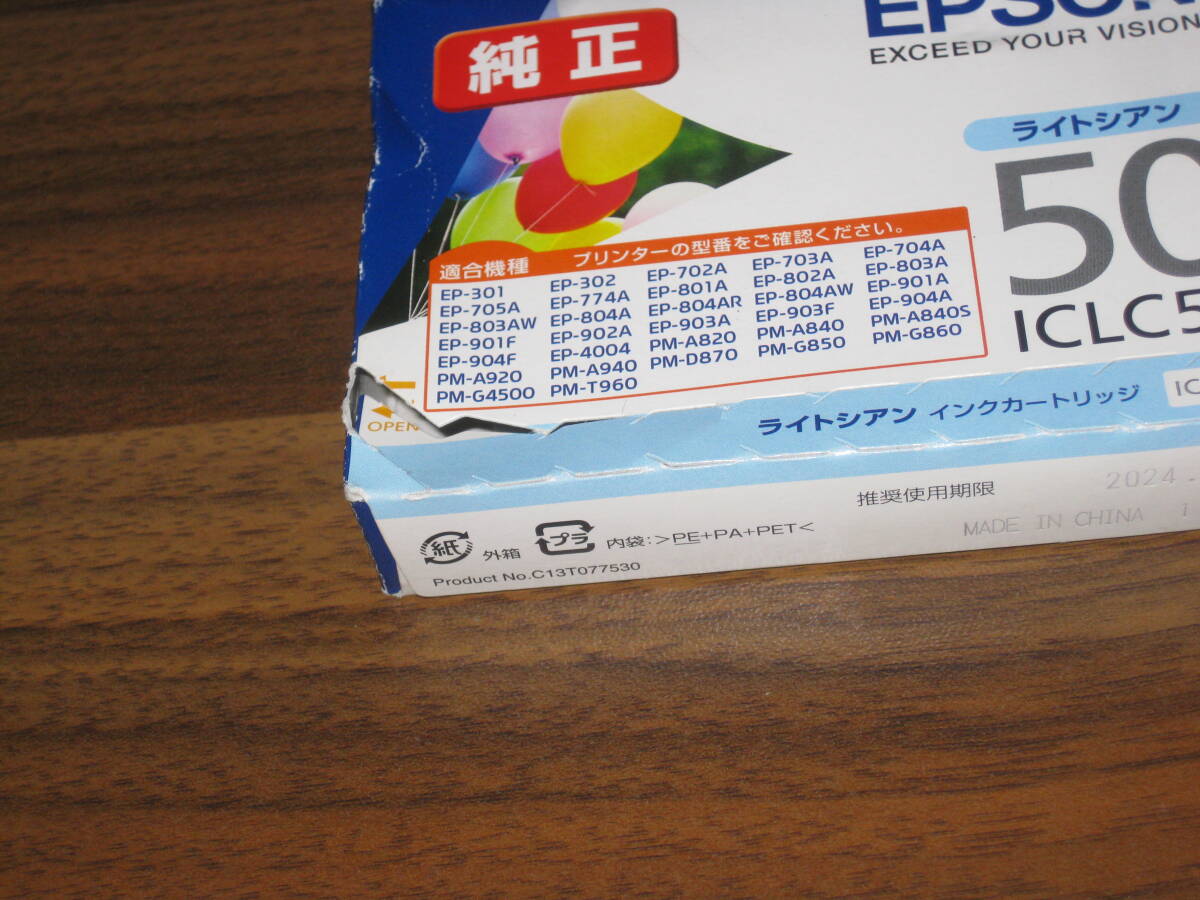 純正
EPSON
EXCEED YOUR VISION
ライトシアン
50
ICLC5
適合機種 プリンターの型番をご確認ください。
EP-301 EP-302 EP-702A EP-703A EP-704A
EP-705A EP-774A EP-801A EP-802A EP-803A
EP-803AW EP-804A EP-804AR EP-804AW EP-901A
EP-901F EP-902A EP-903A EP-903F EP-904A
EP-904F EP-4004 PM-A820 PM-A840 PM-A840S
PM-A920 PM-A940 PM-D870 PM-G850 PM-G860
PM-G4500 PM-T960
OPEN
ライトシアン インクカートリッジ IC
推奨使用期限 2024.
MADE IN CHINA
紙 外箱 プラ 内袋:>PE+PA+PET<
Product No.C13T077530